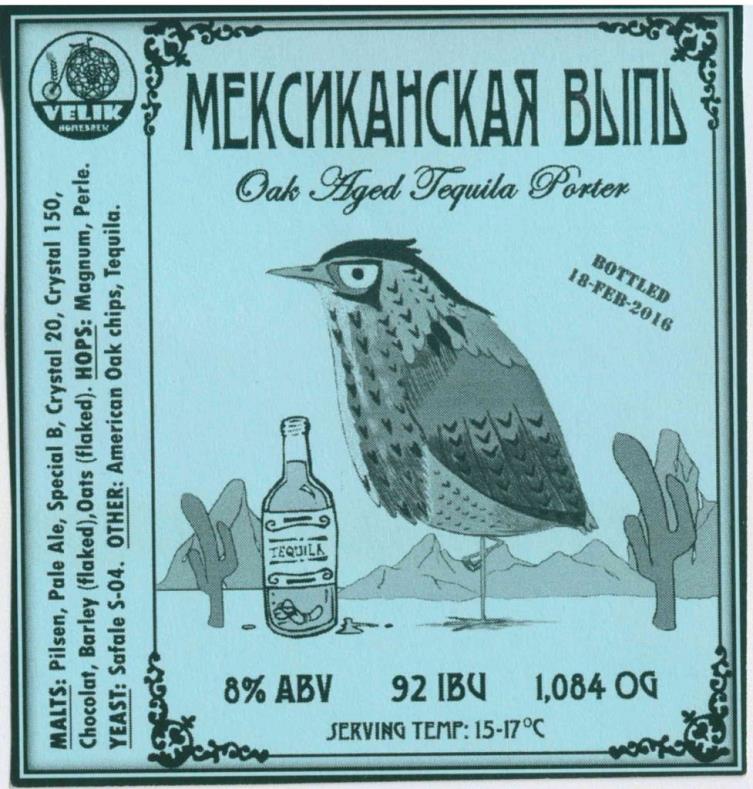 VELIK
HOMEBREW
МЕКСИКАНСКАЯ ВЫПЬ
Oak Aged Tequila Porter
BOTTLED
18-FEB-2016
TEQUILA
MALTS: Pilsen, Pale Ale, Special B, Crystal 20, Crystal 150,
Chocolat, Barley (flaked),Oats (flaked). HOPS: Magnum, Perle.
YEAST: Safale S-04. OTHER: American Oak chips, Tequila.
8% ABV 92 IBU 1,084 OG
SERVING TEMP: 15-17°C